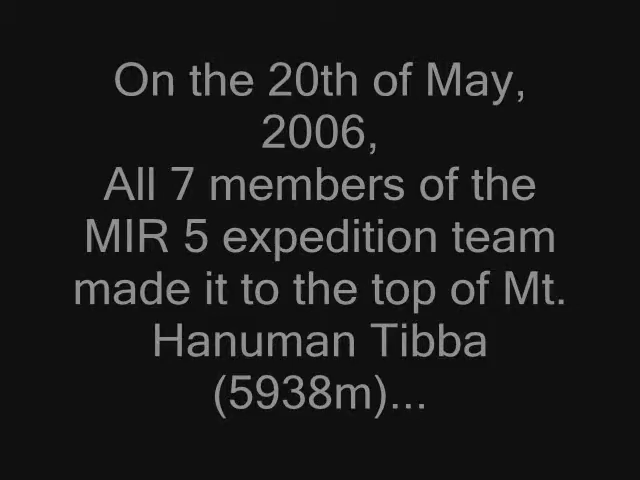 On the 20th of May,
2006,
All 7 members of the
MIR 5 expedition team
made it to the top of Mt.
Hanuman Tibba
(5938m)...